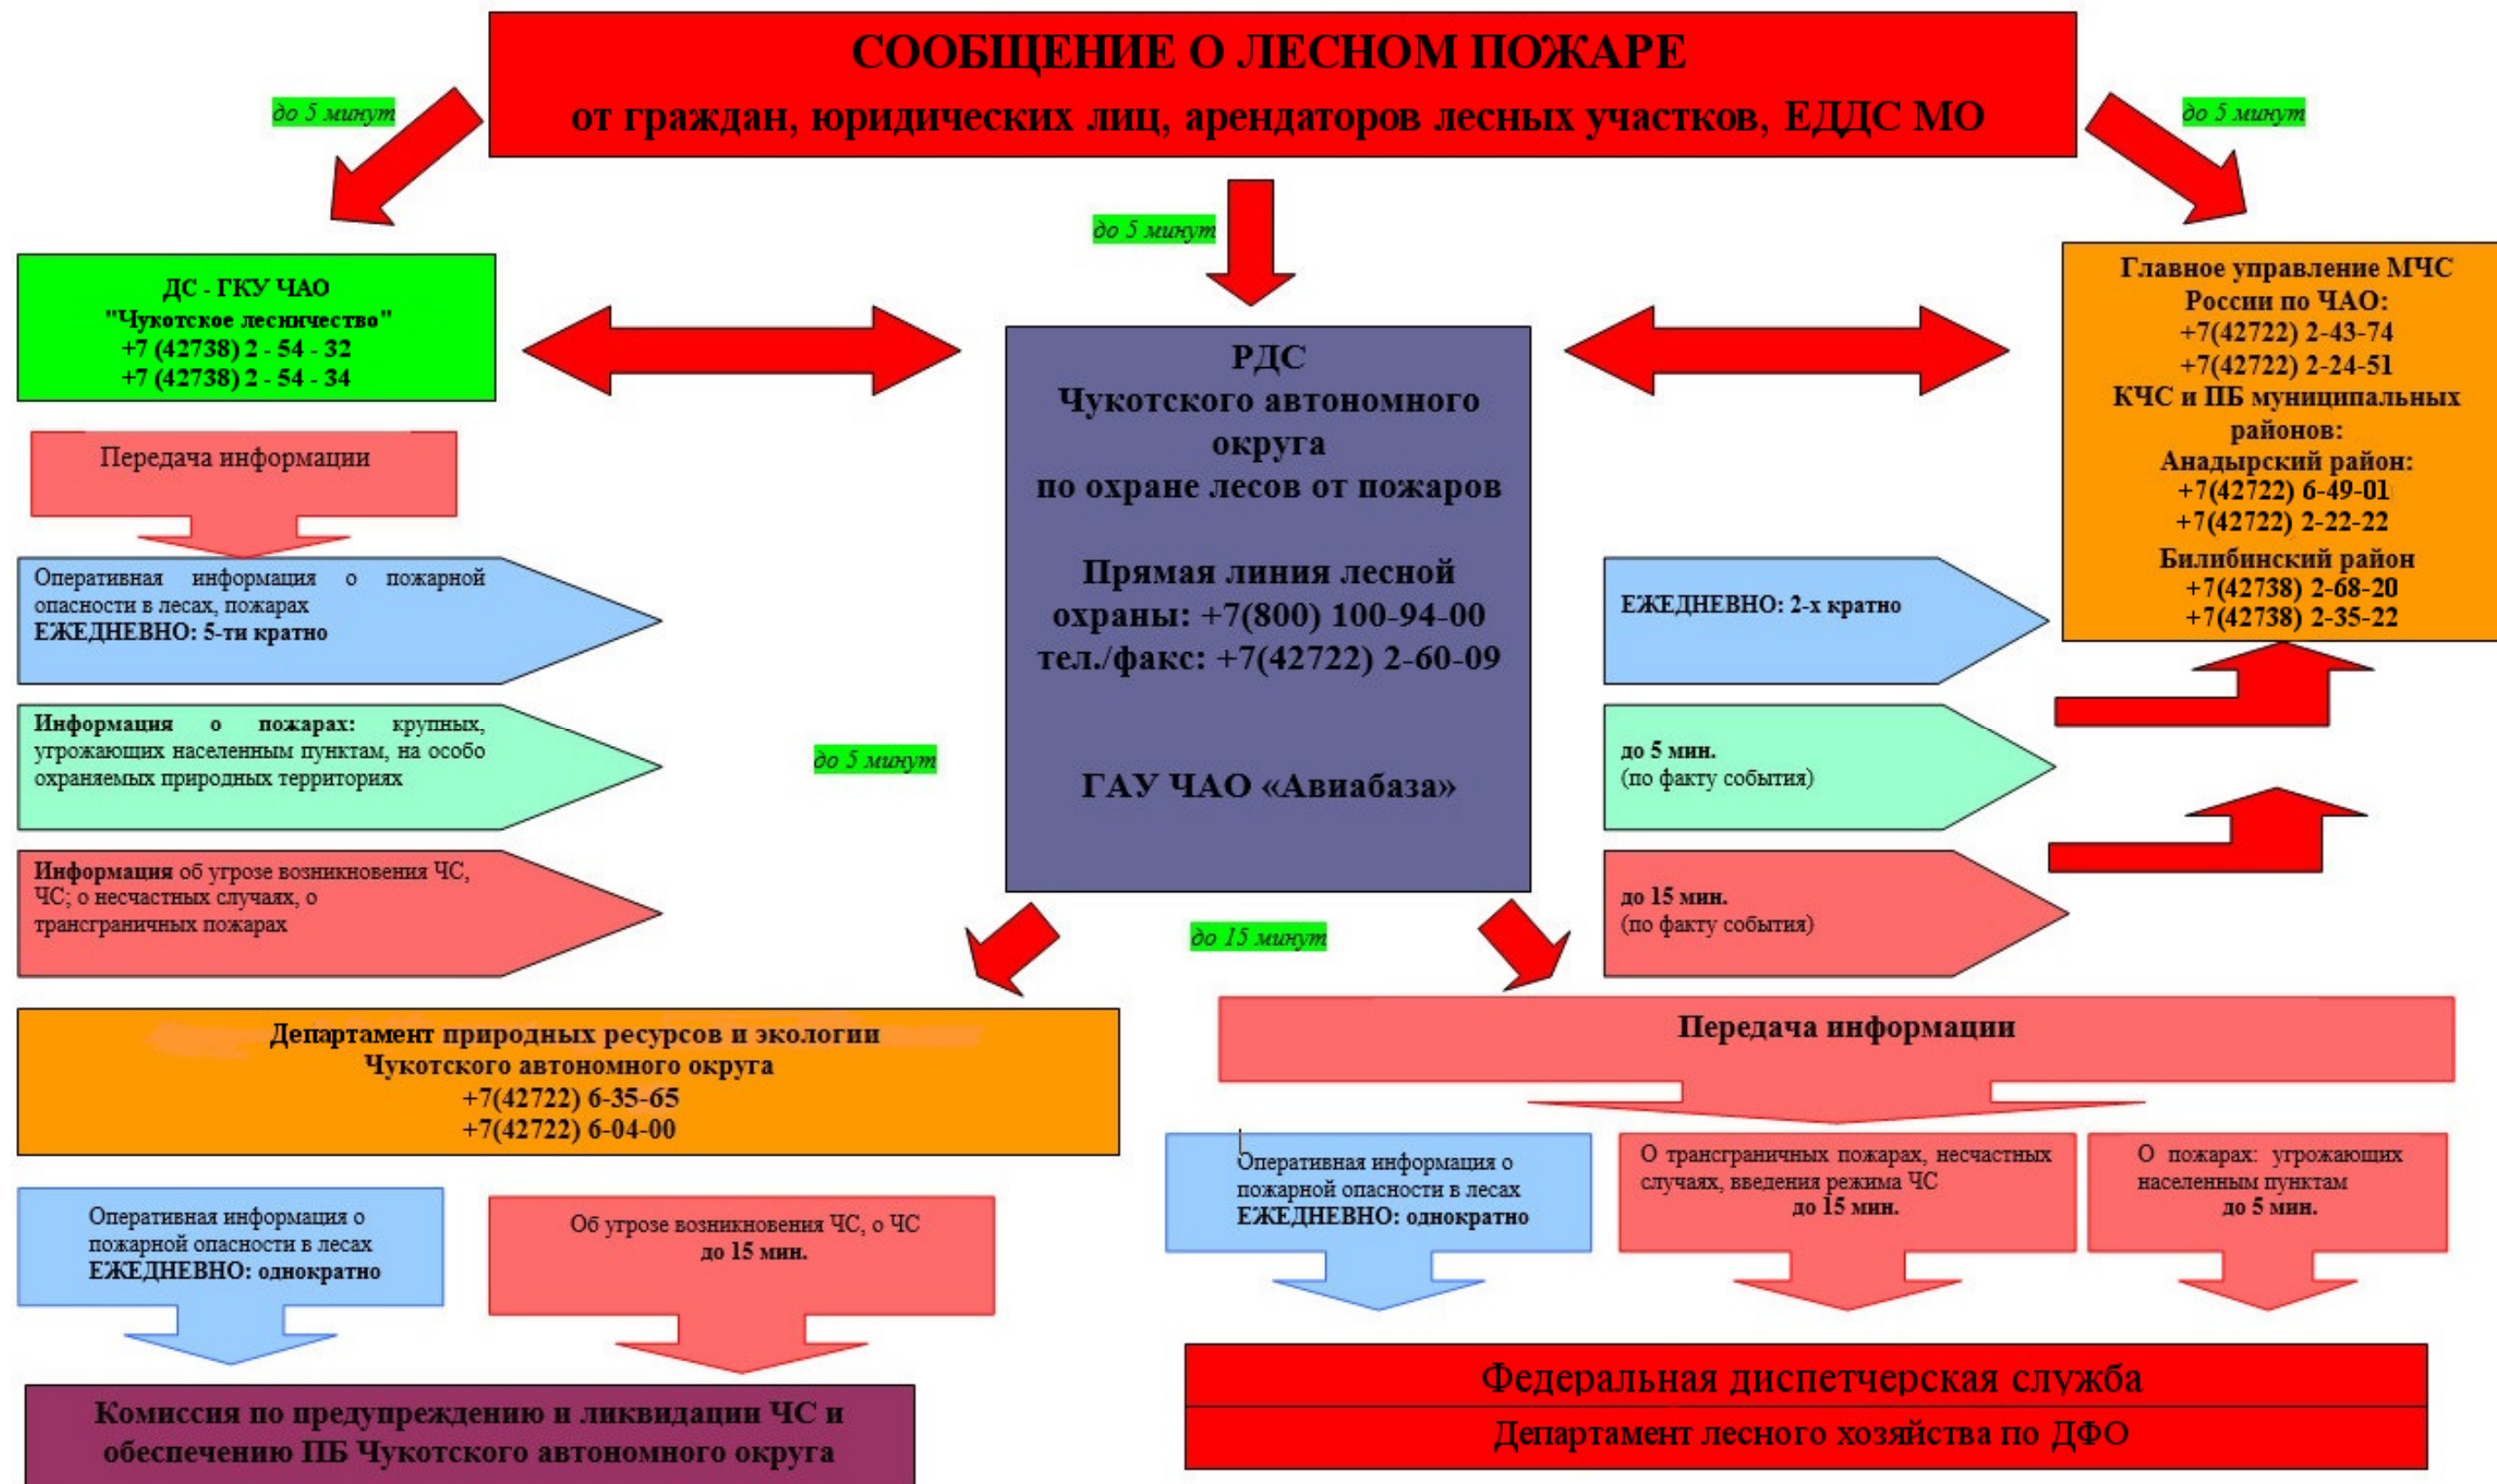 СООБЩЕНИЕ О ЛЕСНОМ ПОЖАРЕ
от граждан, юридических лиц, арендаторов лесных участков, ЕДДС МО
до 5 минут
до 5 минут
до 5 минут
ДС - ГКУ ЧАО
"Чукотское лесничество"
+7 (42738) 2 - 54 - 32
+7 (42738) 2 - 54 - 34
РДС
Чукотского автономного
округа
по охране лесов от пожаров
Прямая линия лесной
охраны: +7(800) 100-94-00
тел./факс: +7(42722) 2-60-09
ГАУ ЧАО «Авиабаза»
Главное управление МЧС
России по ЧАО:
+7(42722) 2-43-74
+7(42722) 2-24-51
КЧС и ПБ муниципальных
районов:
Анадырский район:
+7(42722) 6-49-01
+7(42722) 2-22-22
Билибинский район
+7(42738) 2-68-20
+7(42738) 2-35-22
Передача информации
Оперативная информация о пожарной
опасности в лесах, пожарах
ЕЖЕДНЕВНО: 5-ти кратно
Информация о пожарах: крупных,
угрожающих населенным пунктам, на особо
охраняемых природных территориях
Информация об угрозе возникновения ЧС,
ЧС; о несчастных случаях, о
трансграничных пожарах
до 5 минут
ЕЖЕДНЕВНО: 2-х кратно
до 5 мин.
(по факту события)
до 15 мин.
(по факту события)
до 15 минут
Департамент природных ресурсов и экологии
Чукотского автономного округа
+7(42722) 6-35-65
+7(42722) 6-04-00
Передача информации
Оперативная информация о
пожарной опасности в лесах
ЕЖЕДНЕВНО: однократно
Об угрозе возникновения ЧС, о ЧС
до 15 мин.
Оперативная информация о
пожарной опасности в лесах
ЕЖЕДНЕВНО: однократно
О трансграничных пожарах, несчастных
случаях, введения режима ЧС
до 15 мин.
О пожарах: угрожающих
населенным пунктам
до 5 мин.
Комиссия по предупреждению и ликвидации ЧС и
обеспечению ПБ Чукотского автономного округа
Федеральная диспетчерская служба
Департамент лесного хозяйства по ДФО